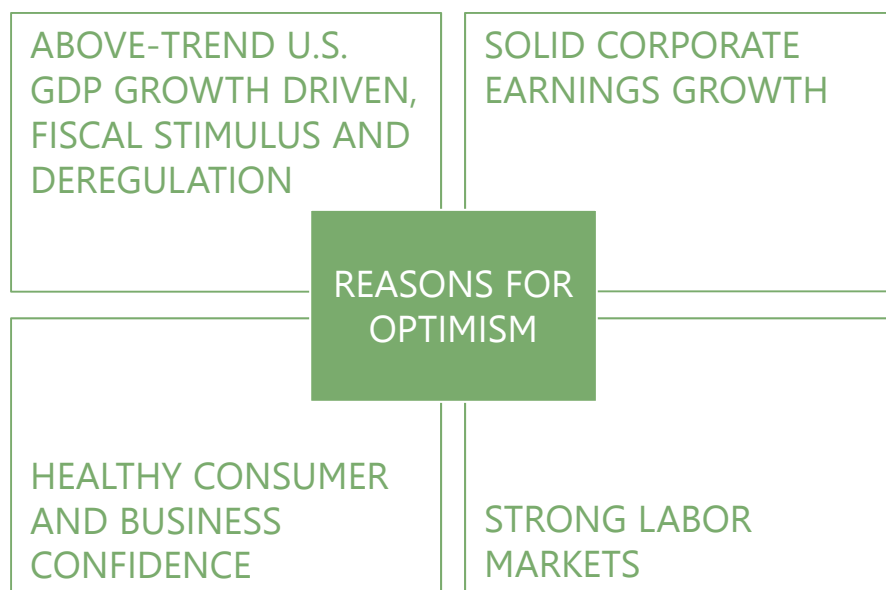 ABOVE-TREND U.S.
GDP GROWTH DRIVEN,
FISCAL STIMULUS AND
DEREGULATION
SOLID CORPORATE
EARNINGS GROWTH
REASONS FOR
OPTIMISM
HEALTHY CONSUMER
AND BUSINESS
CONFIDENCE
STRONG LABOR
MARKETS